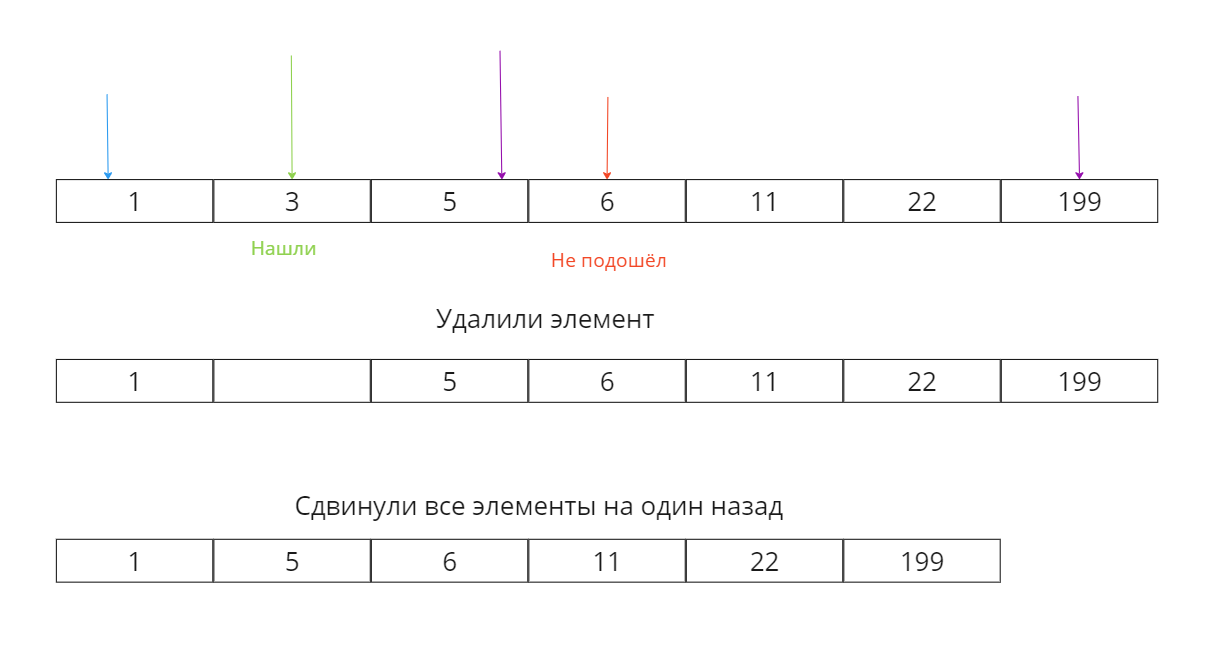 1 3 5 6 11 22 199
Нашли
Не подошёл
Удалили элемент
1 5 6 11 22 199
Сдвинули все элементы на один назад
1 5 6 11 22 199